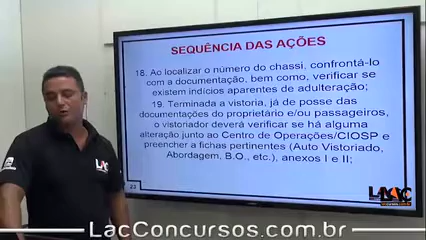 SEQUÊNCIA DAS AÇÕES
18. Ao localizar o número do chassi, confrontá-lo
com a documentação, bem como, verificar se
existem indícios aparentes de adulteração;
19. Terminada a vistoria, já de posse das
documentações do proprietário e/ou passageiros,
o vistoriador deverá verificar se há alguma
alteração junto ao Centro de Operações/CIOSP e
preencher a fichas pertinentes (Auto Vistoriado,
Abordagem, B.O., etc.), anexos I e II;
23
LAC
LAC
LacConcursos.com.br